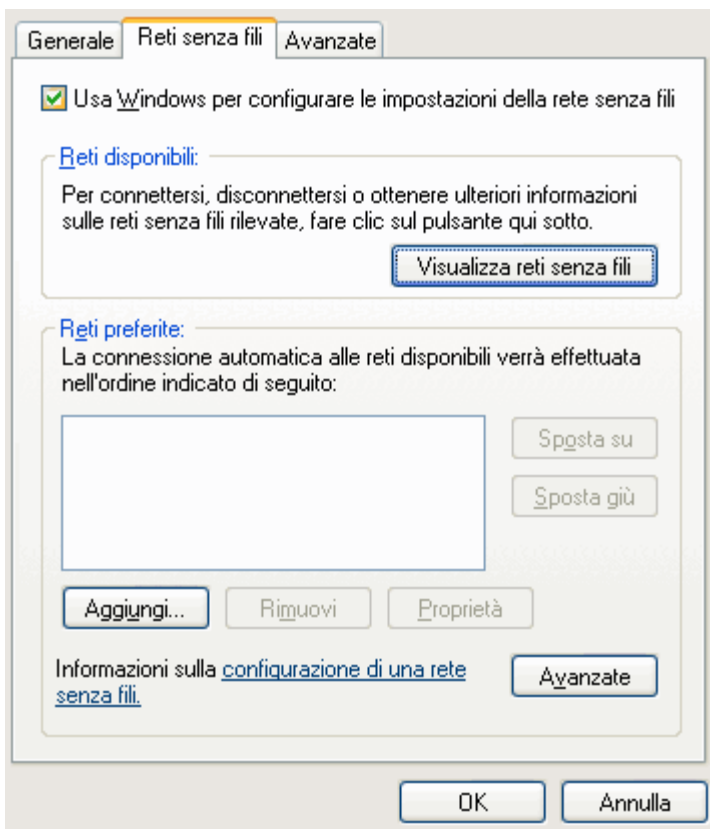 Generale Reti senza fili Avanzate
Usa Windows per configurare le impostazioni della rete senza fili
Reti disponibili:
Per connettersi, disconnettersi o ottenere ulteriori informazioni
sulle reti senza fili rilevate, fare clic sul pulsante qui sotto.
Visualizza reti senza fili
Reti preferite:
La connessione automatica alle reti disponibili verrà effettuata
nell'ordine indicato di seguito:
Sposta su
Sposta giù
Aggiungi... Rimuovi Proprietà
Informazioni sulla configurazione di una rete
senza fili.
Avanzate
OK Annulla